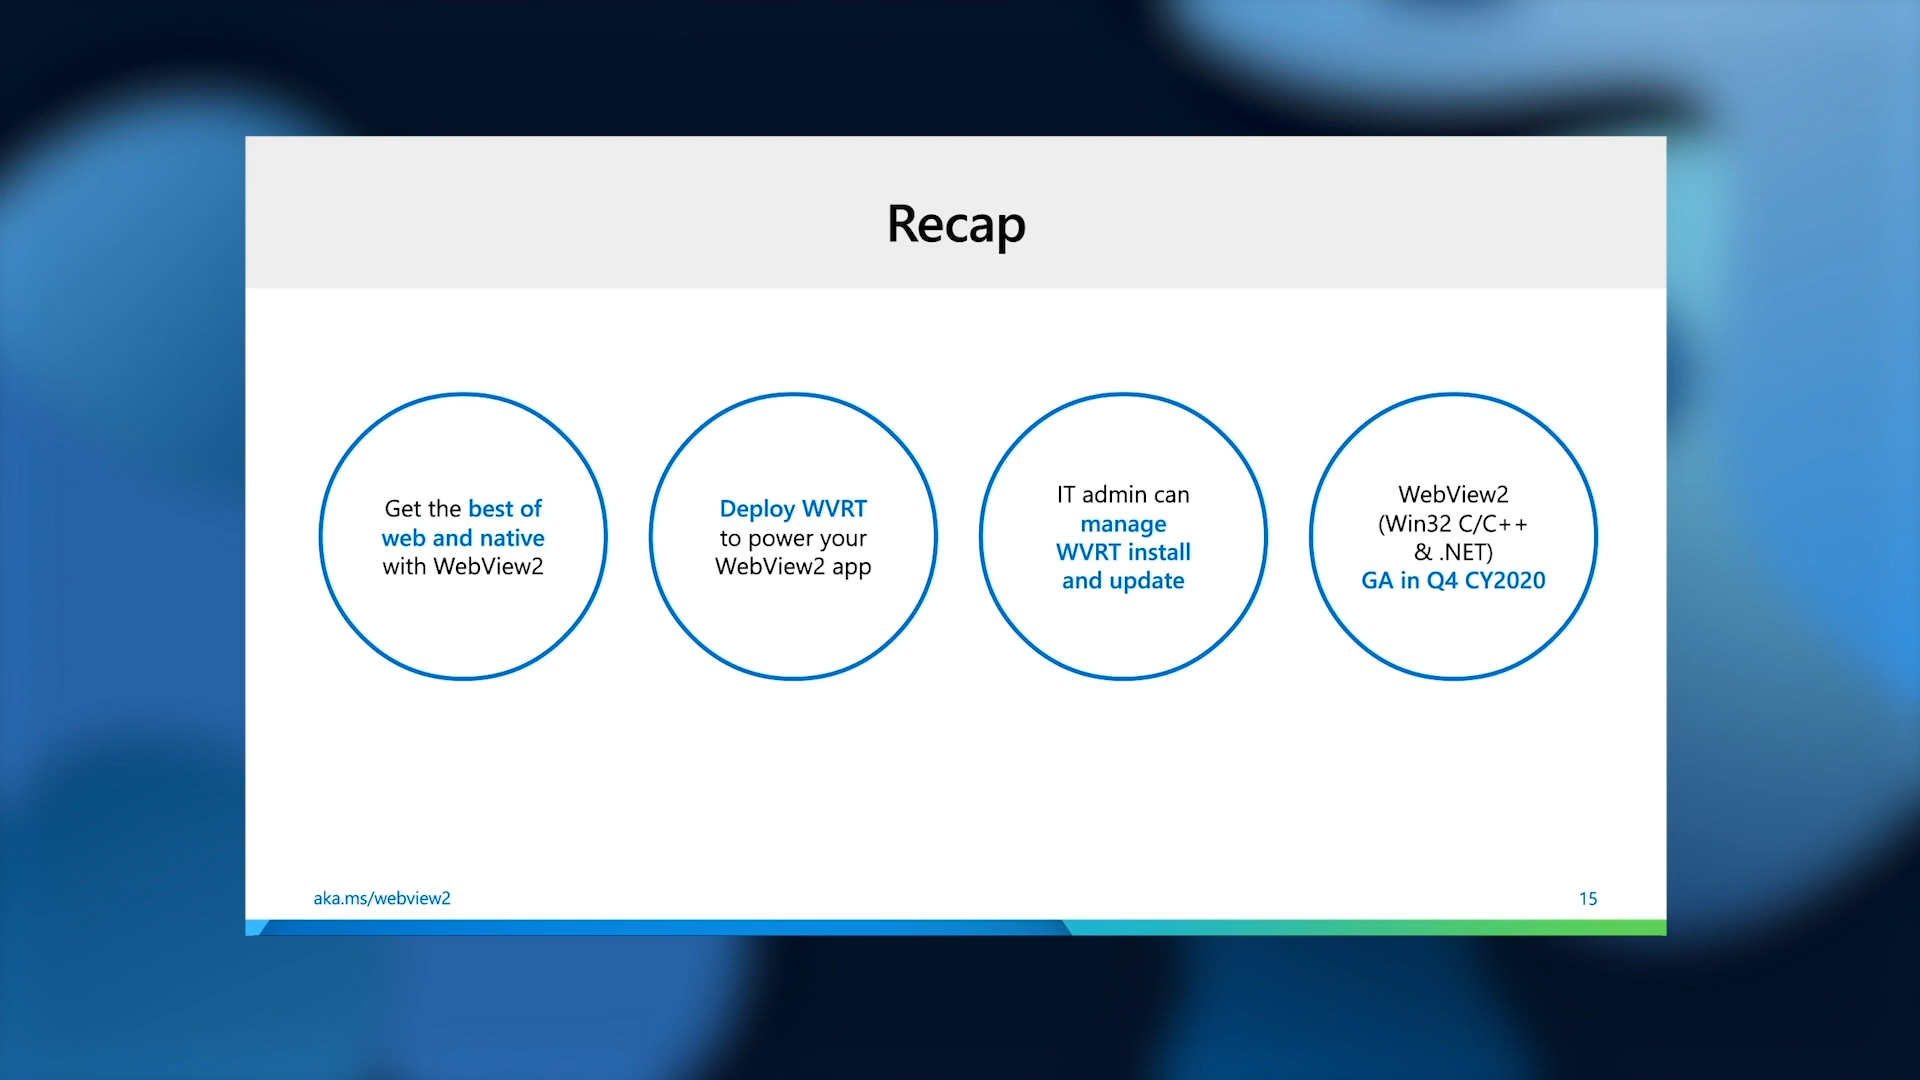 Recap
Get the best of
web and native
with WebView2
Deploy WVRT
to power your
WebView2 app
IT admin can
manage
WVRT install
and update
WebView2
(Win32 C/C++
& .NET)
GA in Q4 CY2020
aka.ms/webview2
15